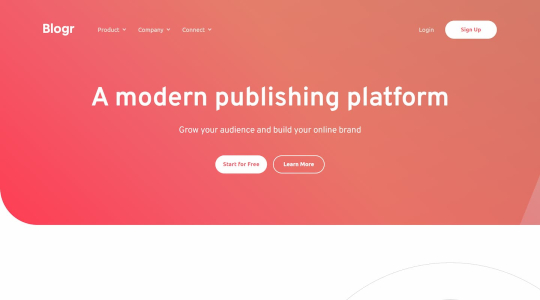 Blogr Product Company Connect Login Sign Up
A modern publishing platform
Grow your audience and build your online brand
Start for Free Learn More